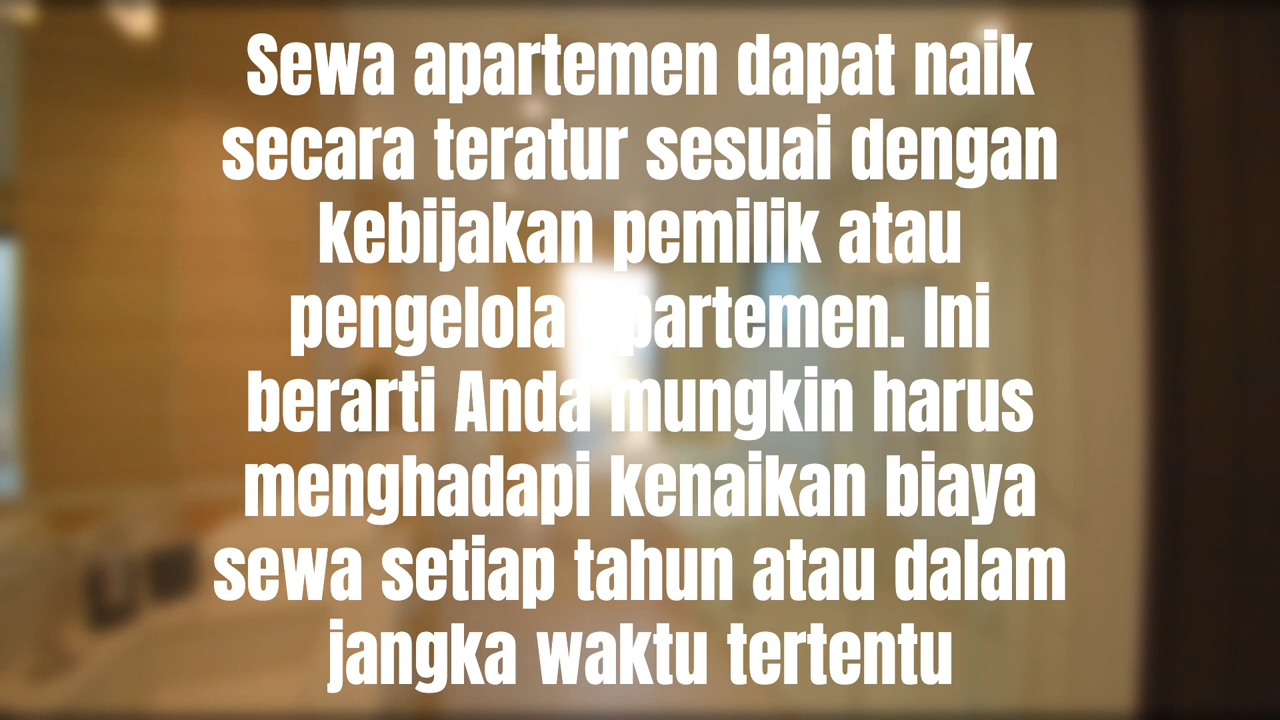 Sewa apartemen dapat naik
secara teratur sesuai dengan
kebijakan pemilik atau
pengelola apartemen. Ini
berarti Anda mungkin harus
menghadapi kenaikan biaya
sewa setiap tahun atau dalam
jangka waktu tertentu